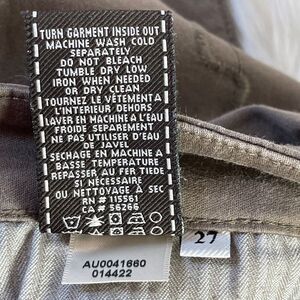 TURN GARMENT INSIDE OUT
MACHINE WASH COLD
SEPARATELY
DO NOT BLEACH
TUMBLE DRY LOW
IRON WHEN NEEDED
OR DRY CLEAN
TOURNEZ LE VÊTEMENT A
L'INTERIEUR DEHORS
LAVER EN MACHINE A L'EAU
FROIDE SEPAREMENT
NE PAS UTILISER D'EAU
DE JAVEL
SECHAGE EN MACHINE A
BASSE TEMPERATURE
REPASSER AU FER TIEDE
SI NÉCESSAIRE
OU NETTOYAGE À SEC
RN # 115561
CA # 56266
27
AU0041660
014422